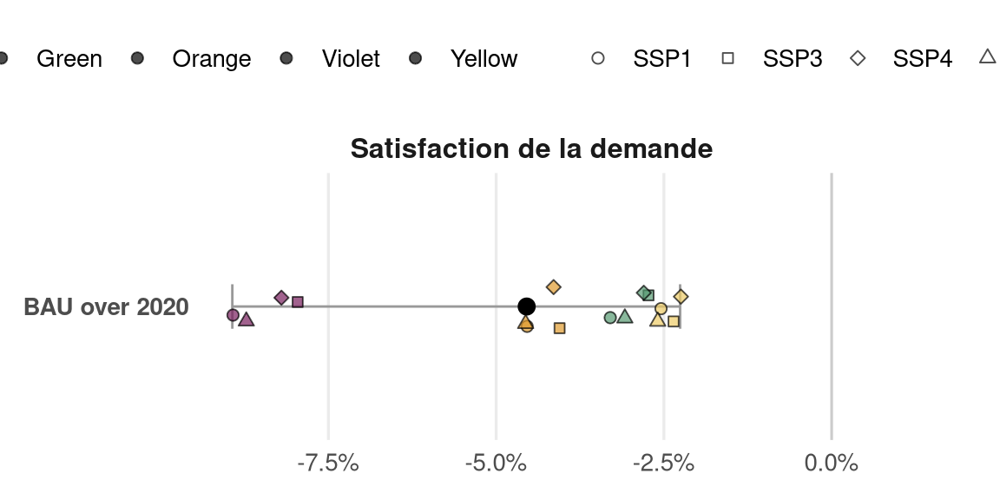 Green Orange Violet Yellow SSP1 SSP3 SSP4
Satisfaction de la demande
BAU over 2020
-7.5% -5.0% -2.5% 0.0%